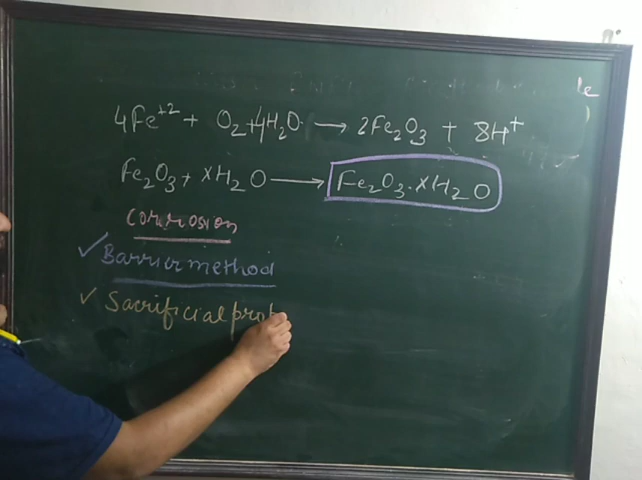 4Fe⁺² + O₂ + 4H₂O → 2Fe₂O₃ + 8H⁺
Fe₂O₃ + xH₂O → Fe₂O₃.xH₂O
Corrosion
✓ Barrier method
✓ Sacrificial prot